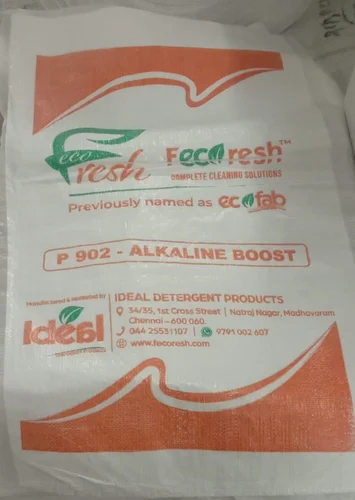 eco
fresh
Fecoresh™
COMPLETE CLEANING SOLUTIONS
Previously named as ecofab
P 902 - ALKALINE BOOST
Manufactured & Marketed by
Ideal
IDEAL DETERGENT PRODUCTS
34/35, 1st Cross Street | Natraj Nagar, Madhavaram
Chennai - 600 060.
044 25531107 | 9791 002 607
www.fecoresh.com